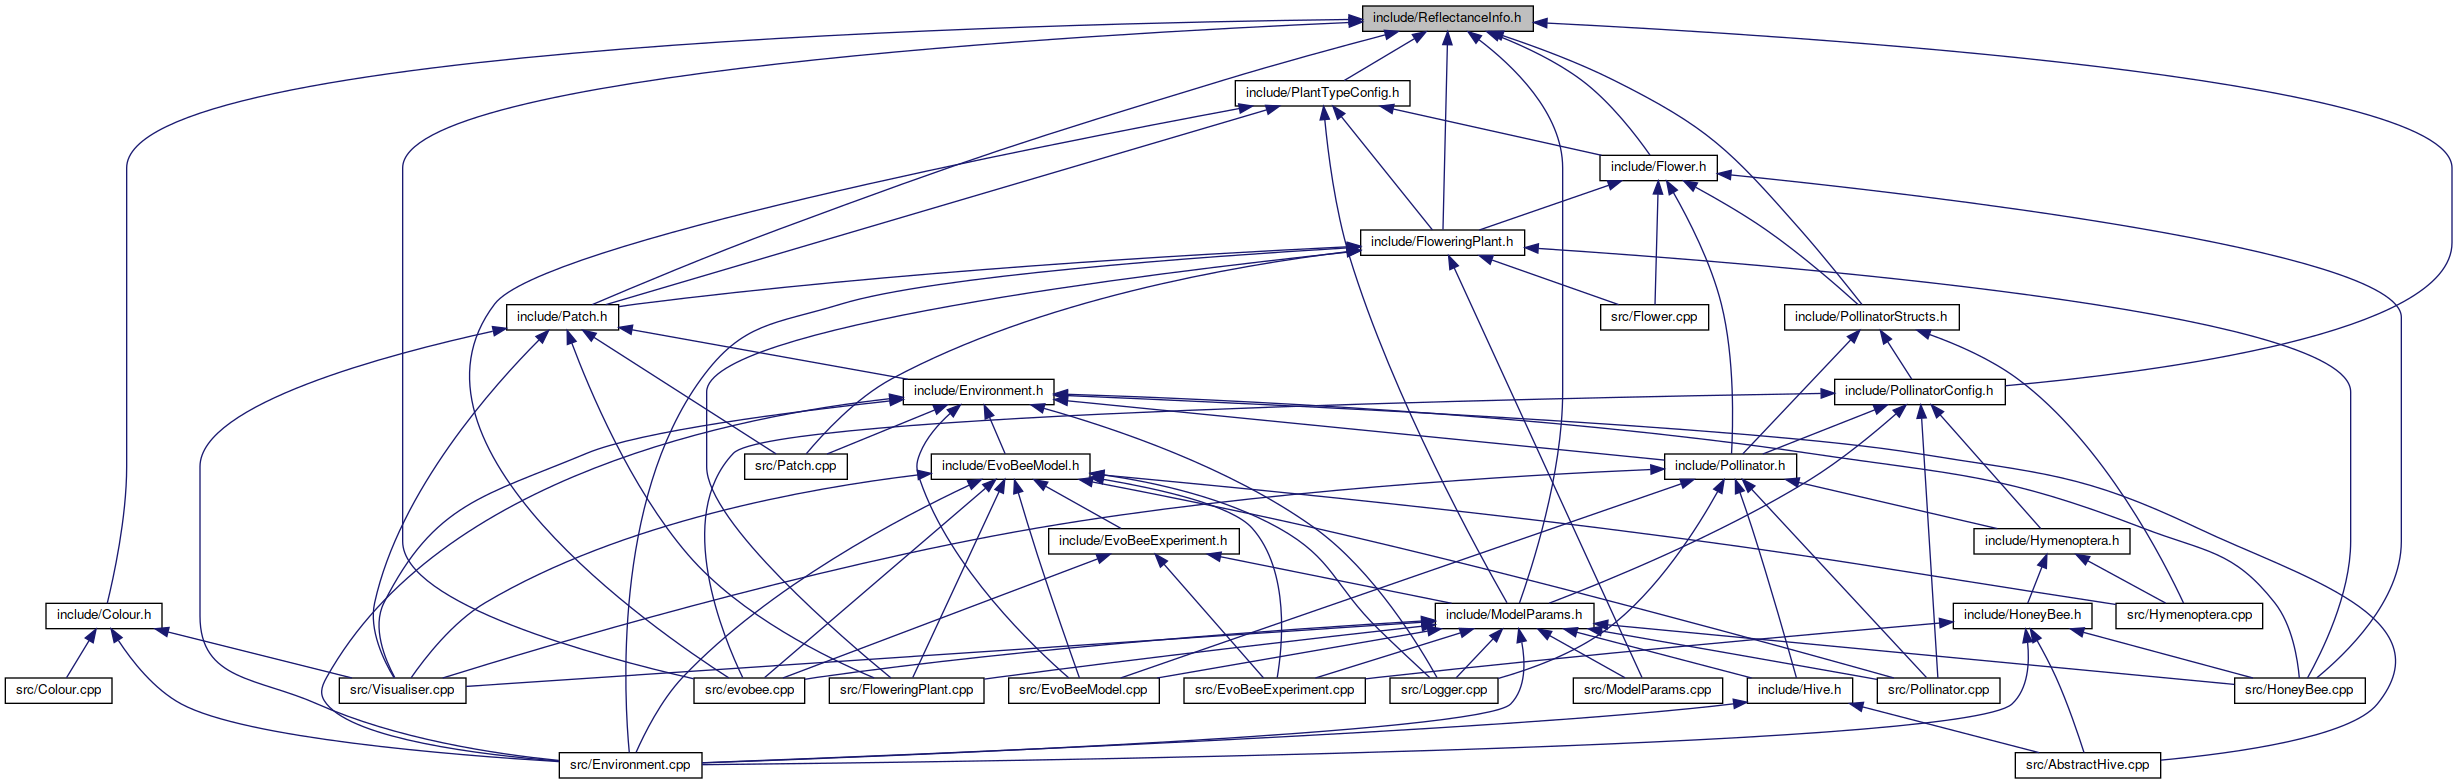 include/ReflectanceInfo.h
include/PlantTypeConfig.h
include/Flower.h
include/FloweringPlant.h
include/Patch.h
src/Flower.cpp
include/PollinatorStructs.h
include/Environment.h
include/PollinatorConfig.h
src/Patch.cpp
include/EvoBeeModel.h
include/Pollinator.h
include/EvoBeeExperiment.h
include/Hymenoptera.h
include/Colour.h
include/ModelParams.h
include/HoneyBee.h
src/Hymenoptera.cpp
src/Colour.cpp
src/Visualiser.cpp
src/evobee.cpp
src/FloweringPlant.cpp
src/EvoBeeModel.cpp
src/EvoBeeExperiment.cpp
src/Logger.cpp
src/ModelParams.cpp
include/Hive.h
src/Pollinator.cpp
src/HoneyBee.cpp
src/Environment.cpp
src/AbstractHive.cpp